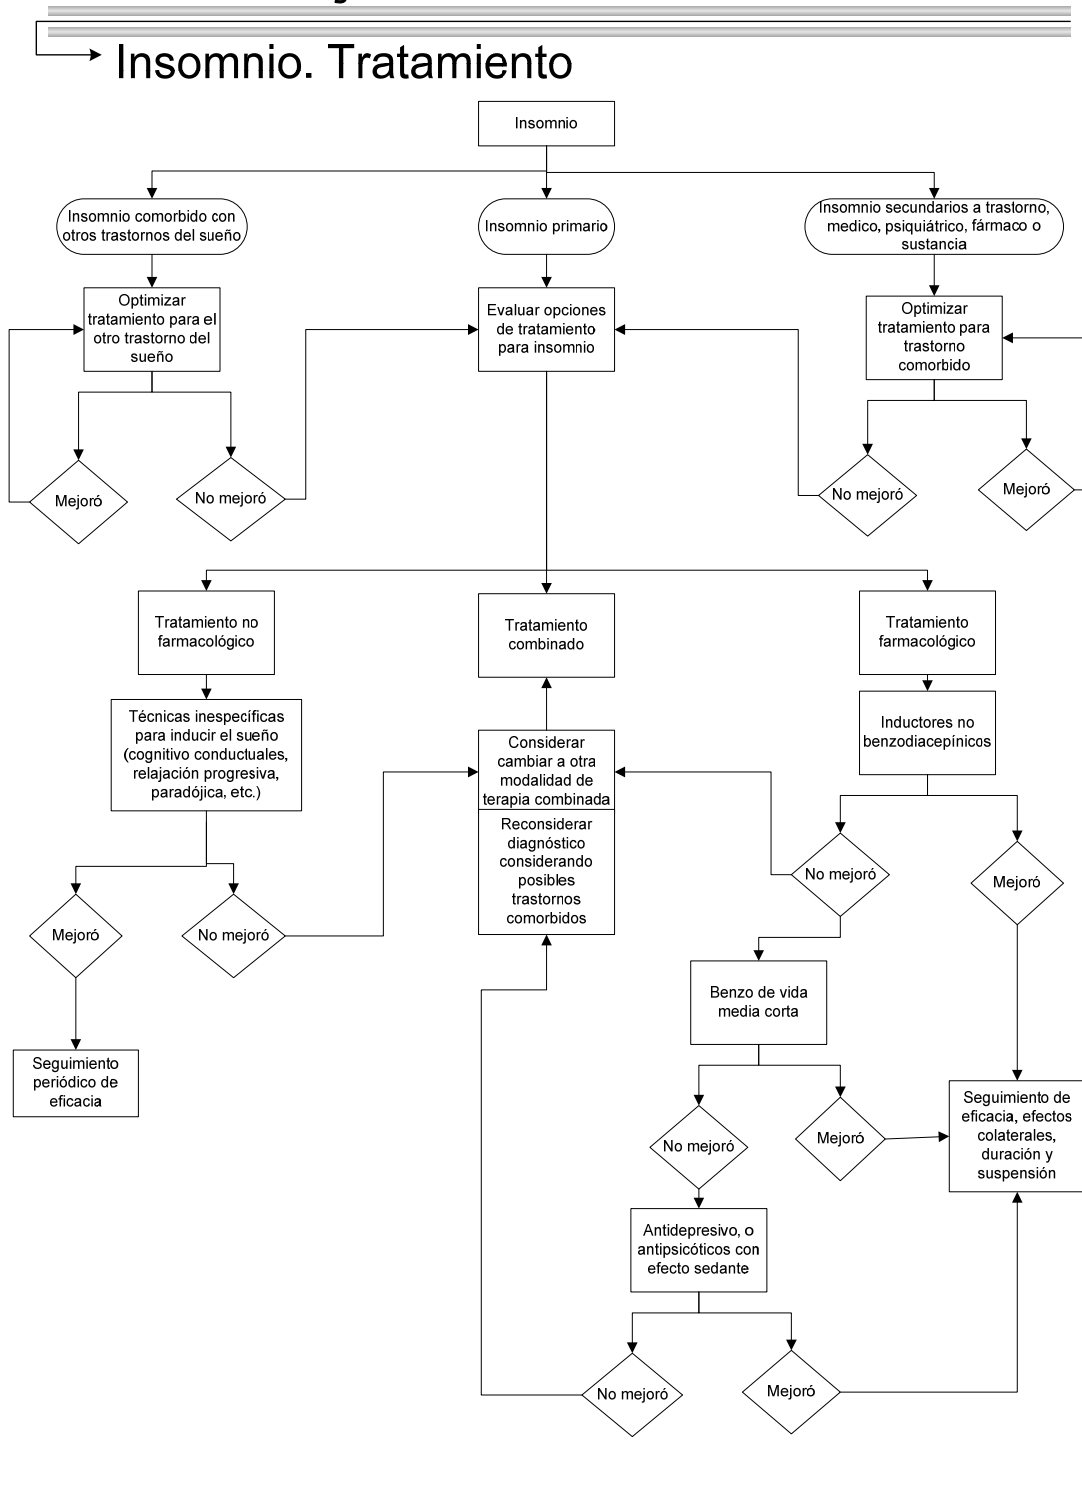 Insomnio. Tratamiento
Insomnio
Insomnio comorbido con
otros trastornos del sueño
Insomnio primario
Insomnio secundarios a trastorno,
medico, psiquiátrico, fármaco o
sustancia
Optimizar
tratamiento para el
otro trastorno del
sueño
Evaluar opciones
de tratamiento
para insomnio
Optimizar
tratamiento para
trastorno
comorbido
Mejoró
No mejoró
No mejoró
Mejoró
Tratamiento no
farmacológico
Tratamiento
combinado
Tratamiento
farmacológico
Técnicas inespecíficas
para inducir el sueño
(cognitivo conductuales,
relajación progresiva,
paradójica, etc.)
Considerar
cambiar a otra
modalidad de
terapia combinada
Reconsiderar
diagnóstico
considerando
posibles
trastornos
comorbidos
Inductores no
benzodiacepínicos
No mejoró
Mejoró
Mejoró
No mejoró
Benzo de vida
media corta
Seguimiento
periódico de
eficacia
No mejoró
Mejoró
Seguimiento de
eficacia, efectos
colaterales,
duración y
suspensión
Antidepresivo, o
antipsicóticos con
efecto sedante
No mejoró
Mejoró